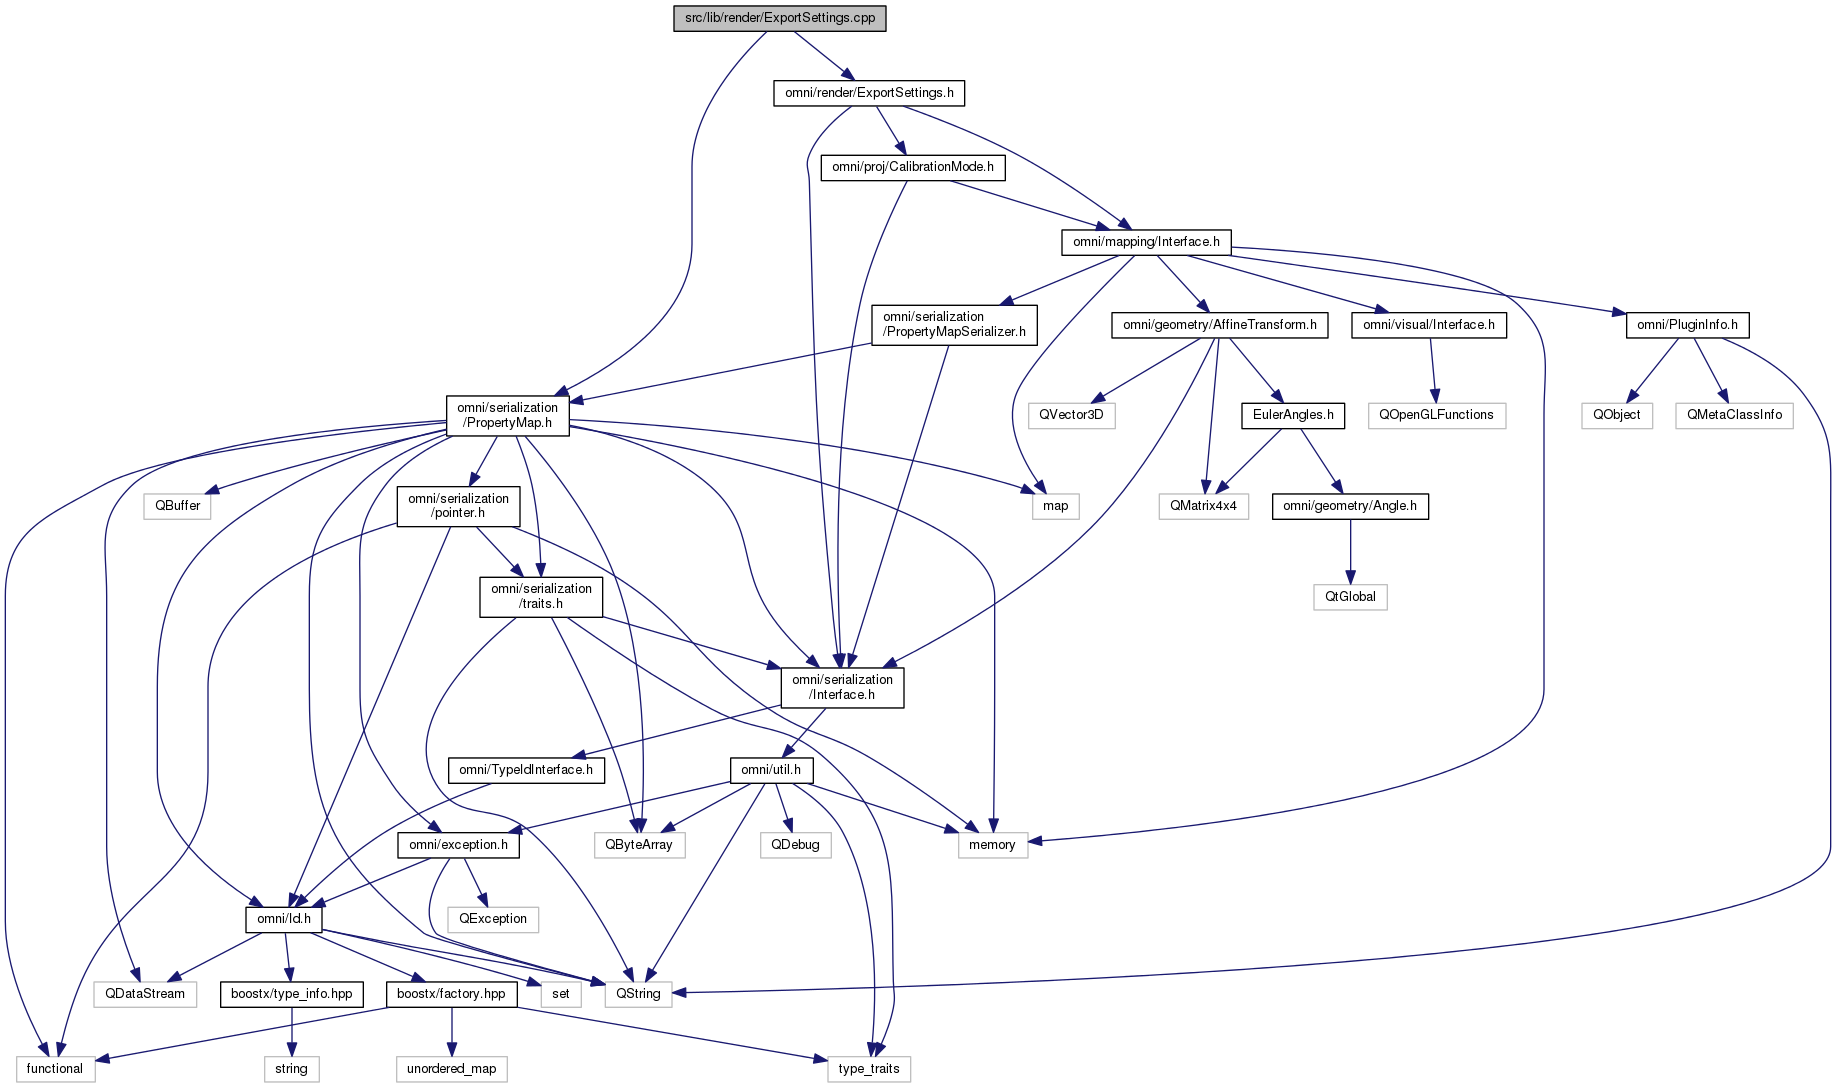 src/lib/render/ExportSettings.cpp
omni/render/ExportSettings.h
omni/proj/CalibrationMode.h
omni/mapping/Interface.h
omni/serialization
/PropertyMapSerializer.h
omni/geometry/AffineTransform.h
omni/visual/Interface.h
omni/PluginInfo.h
omni/serialization
/PropertyMap.h
QVector3D
EulerAngles.h
QOpenGLFunctions
QObject
QMetaClassInfo
QBuffer
omni/serialization
/pointer.h
map
QMatrix4x4
omni/geometry/Angle.h
omni/serialization
/traits.h
QtGlobal
omni/serialization
/Interface.h
omni/TypeIdInterface.h
omni/util.h
omni/exception.h
QByteArray
QDebug
memory
omni/Id.h
QException
QDataStream
boostx/type_info.hpp
boostx/factory.hpp
set
QString
functional
string
unordered_map
type_traits